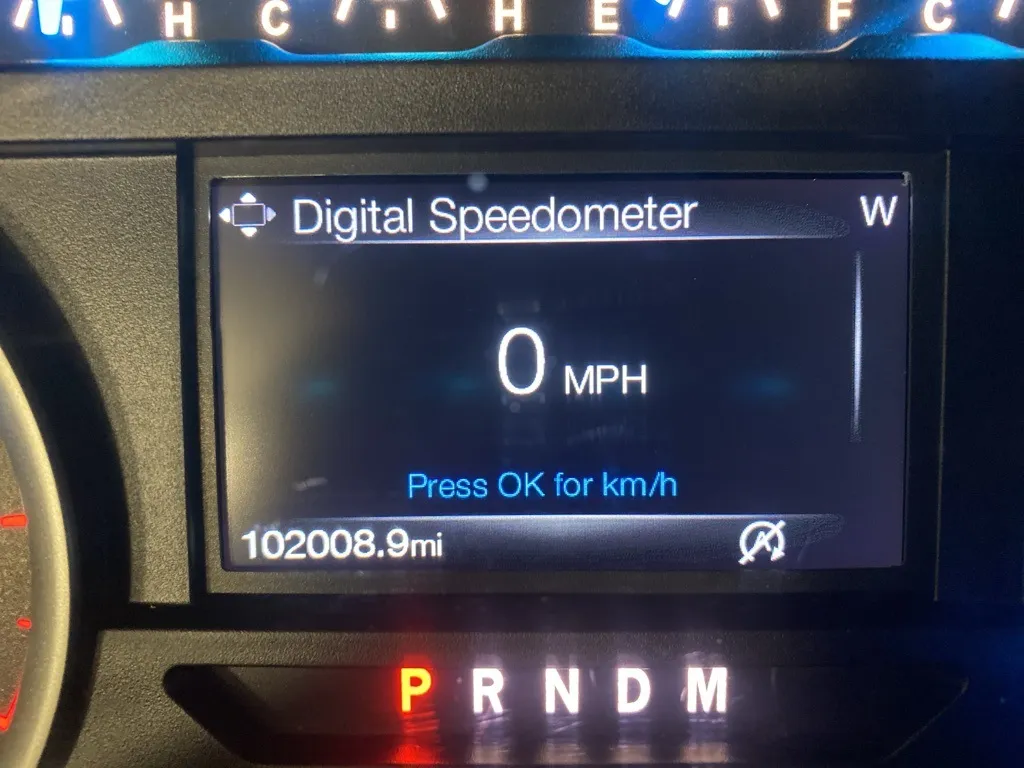 H C H E F C
Digital Speedometer W
0 MPH
Press OK for km/h
102008.9mi A
P R N D M